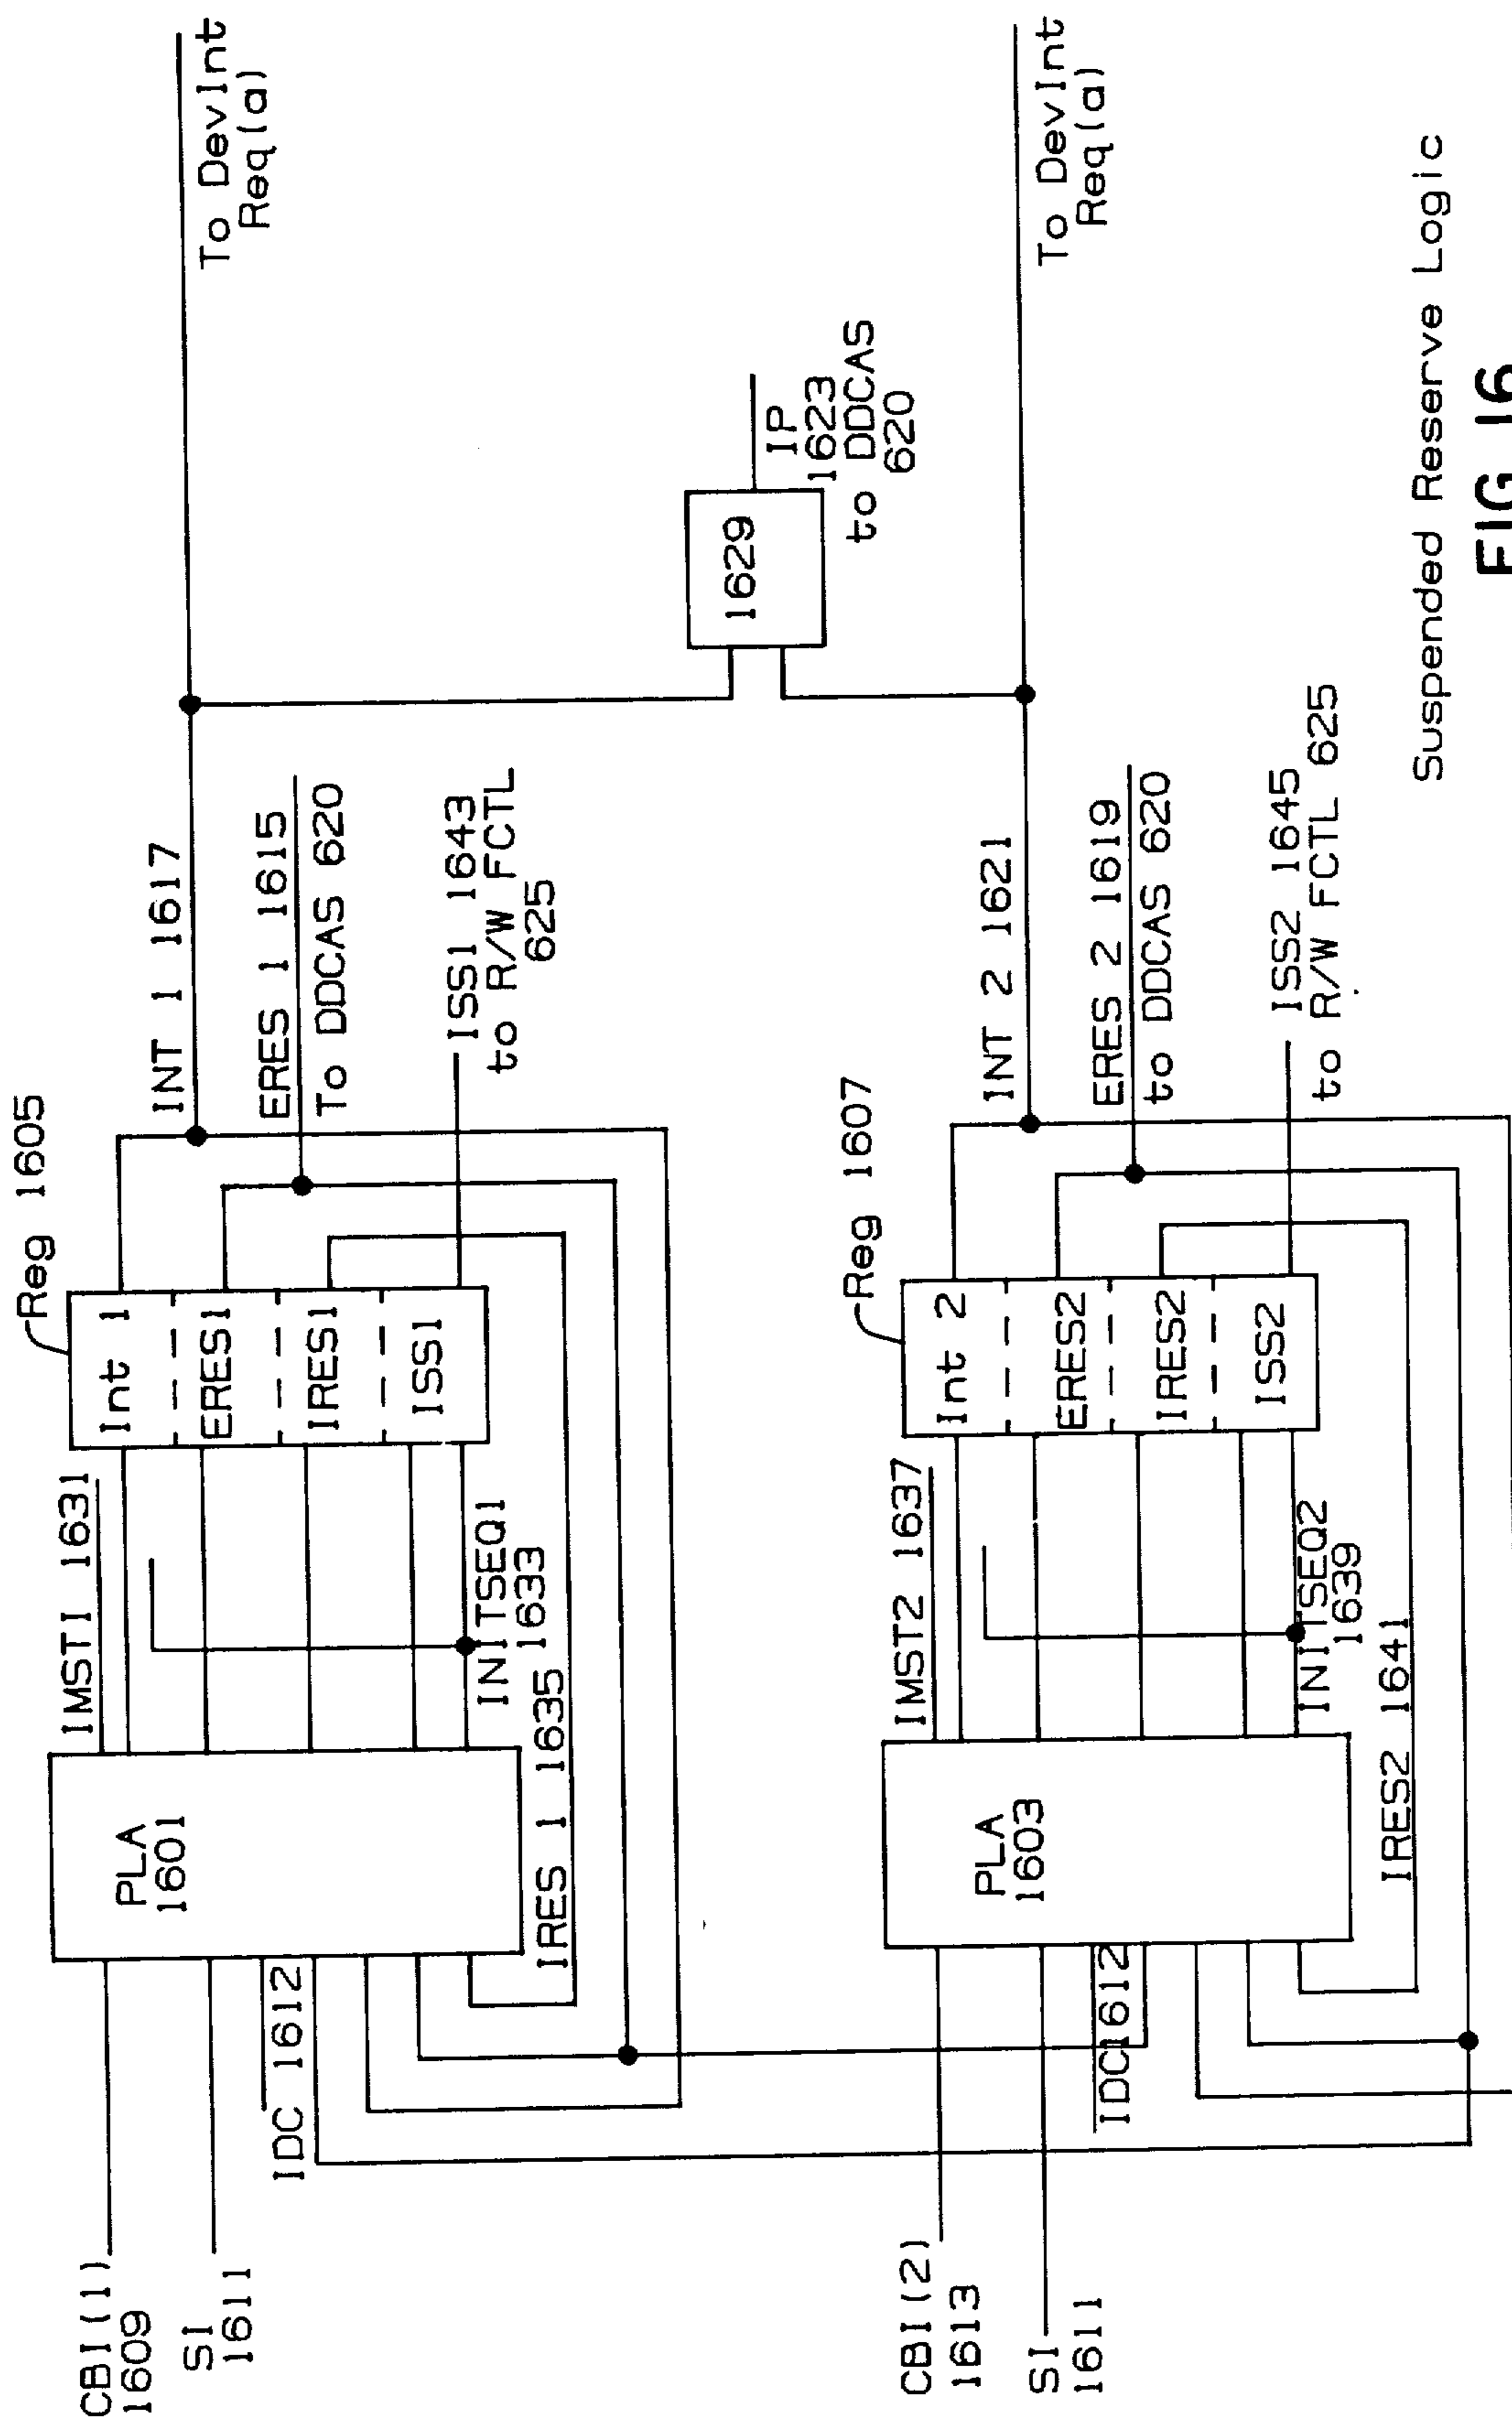 CBI(1)
1609
SI
1611
IDC 1612
PLA
1601
IRES 1 1635
IMST1 1631
INITSEQ1
1633
Reg 1605
Int 1
ERES1
IRES1
ISS1
INT 1 1617
ERES 1 1615
To DDCAS 620
ISS1 1643
to R/W FCTL
625
To DevInt
Req(a)
1629
IP
1623
to DDCAS
620
CBI(2)
1613
SI
1611
IDC1612
PLA
1603
IRES2 1641
IMST2 1637
INITSEQ2
1639
Reg 1607
Int 2
ERES2
IRES2
ISS2
INT 2 1621
ERES 2 1619
to DDCAS 620
ISS2 1645
to R/W FCTL 625
To DevInt
Req(a)
Suspended Reserve Logic
FIG 16